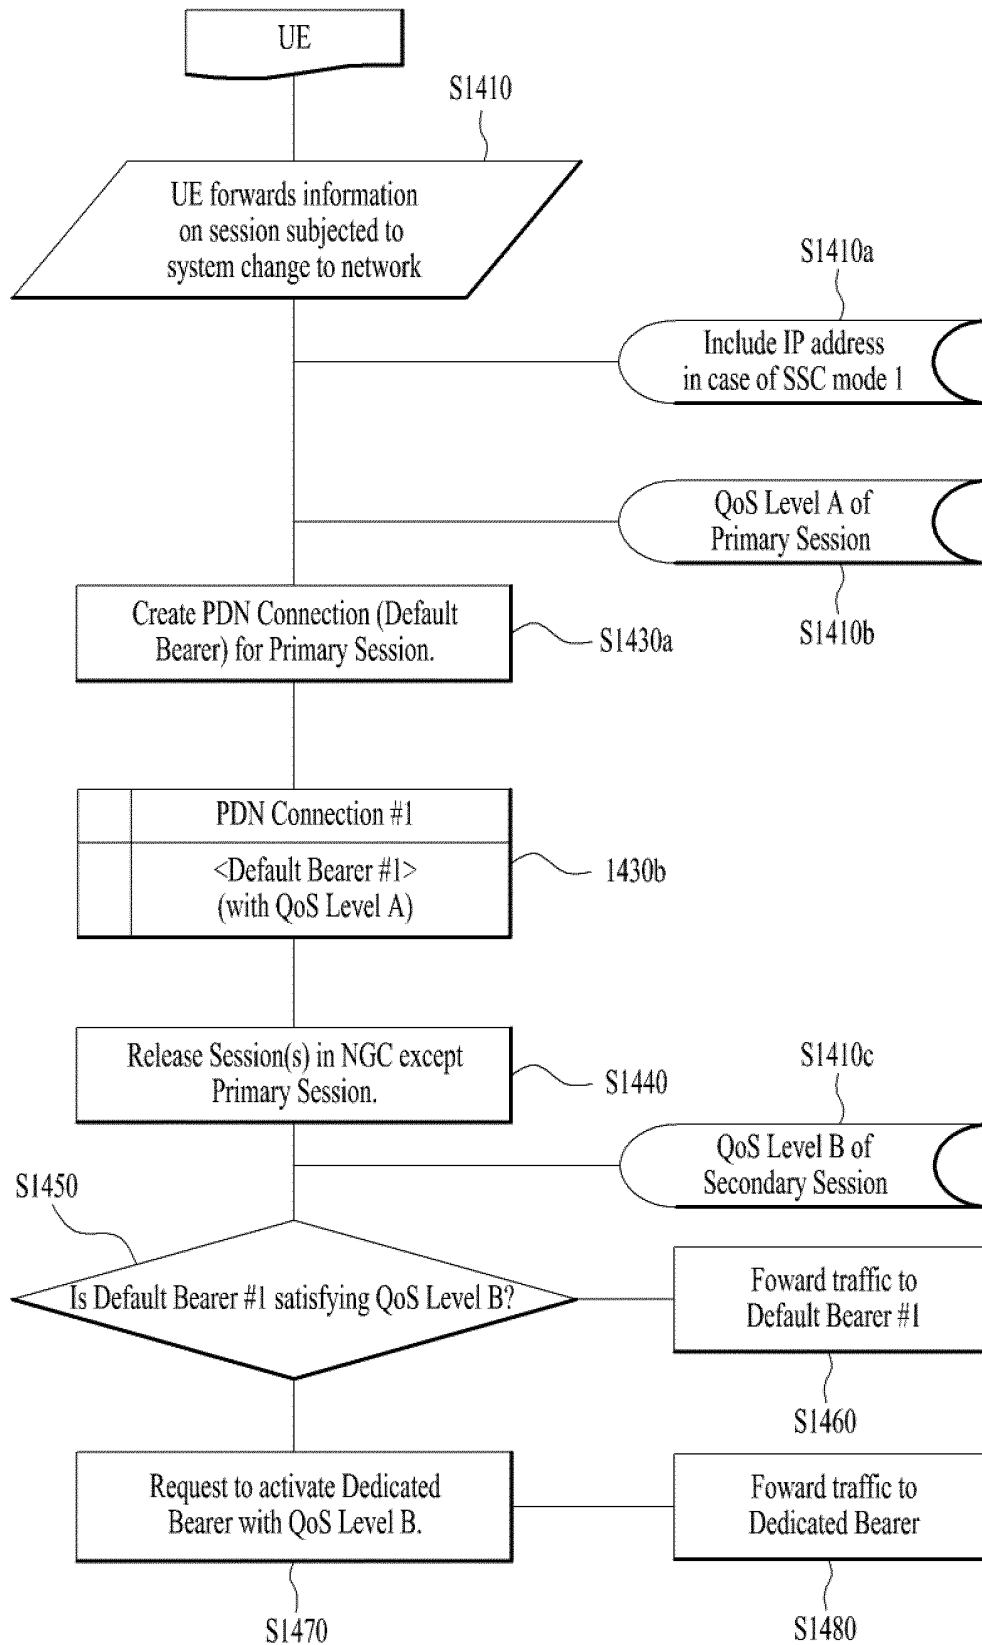 UE
S1410
UE forwards information
on session subjected to
system change to network
S1410a
Include IP address
in case of SSC mode 1
QoS Level A of
Primary Session
S1410b
Create PDN Connection (Default
Bearer) for Primary Session.
S1430a
PDN Connection #1
<Default Bearer #1>
(with QoS Level A)
1430b
Release Session(s) in NGC except
Primary Session.
S1440
S1410c
QoS Level B of
Secondary Session
S1450
Is Default Bearer #1 satisfying QoS Level B?
Foward traffic to
Default Bearer #1
S1460
Request to activate Dedicated
Bearer with QoS Level B.
S1470
Foward traffic to
Dedicated Bearer
S1480